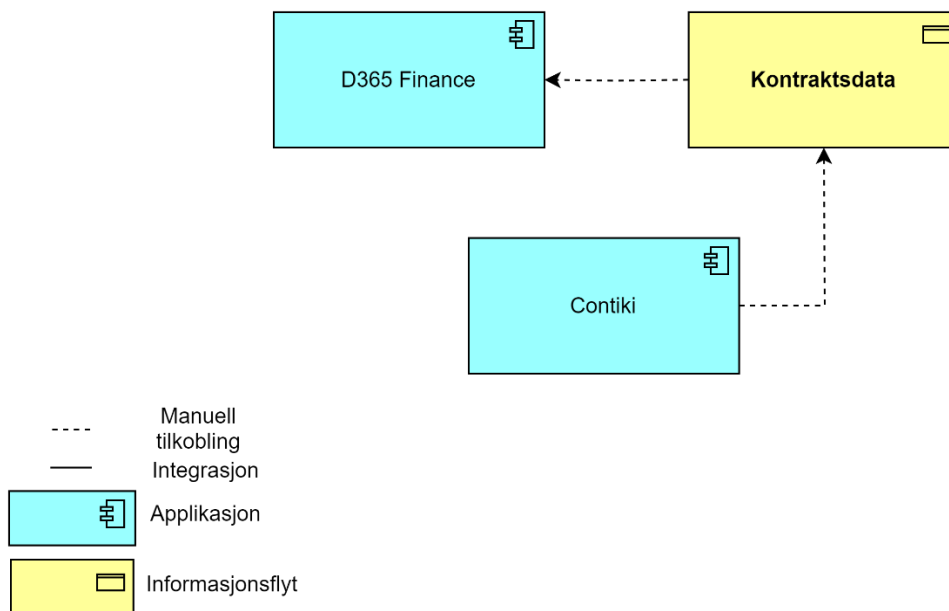 D365 Finance
Kontraktsdata
Contiki
Manuell
tilkobling
Integrasjon
Applikasjon
Informasjonsflyt